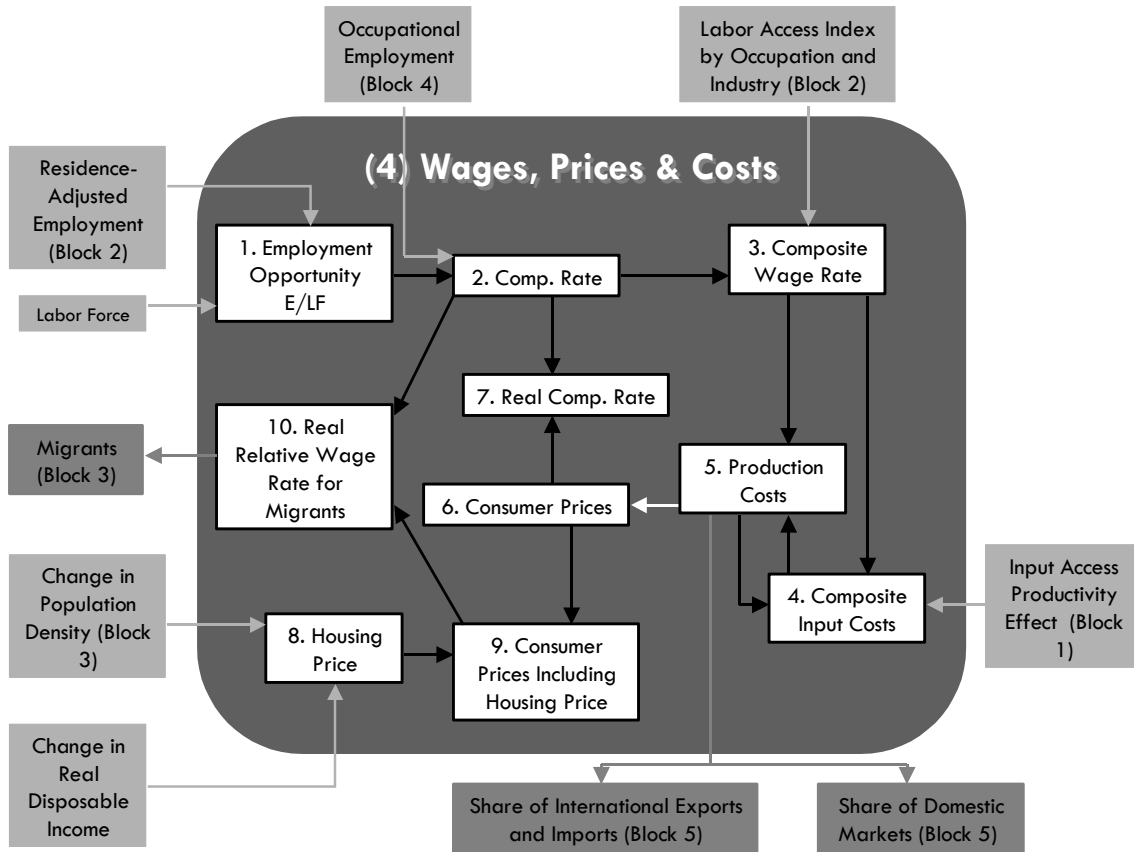 Occupational
Employment
(Block 4)
Labor Access Index
by Occupation and
Industry (Block 2)
(4) Wages, Prices & Costs
Residence-
Adjusted
Employment
(Block 2)
1. Employment
Opportunity
E/LF
2. Comp. Rate
3. Composite
Wage Rate
Labor Force
7. Real Comp. Rate
10. Real
Relative Wage
Rate for
Migrants
Migrants
(Block 3)
5. Production
Costs
6. Consumer Prices
Change in
Population
Density (Block
3)
8. Housing
Price
9. Consumer
Prices Including
Housing Price
4. Composite
Input Costs
Input Access
Productivity
Effect (Block
1)
Change in
Real
Disposable
Income
Share of International Exports
and Imports (Block 5)
Share of Domestic
Markets (Block 5)